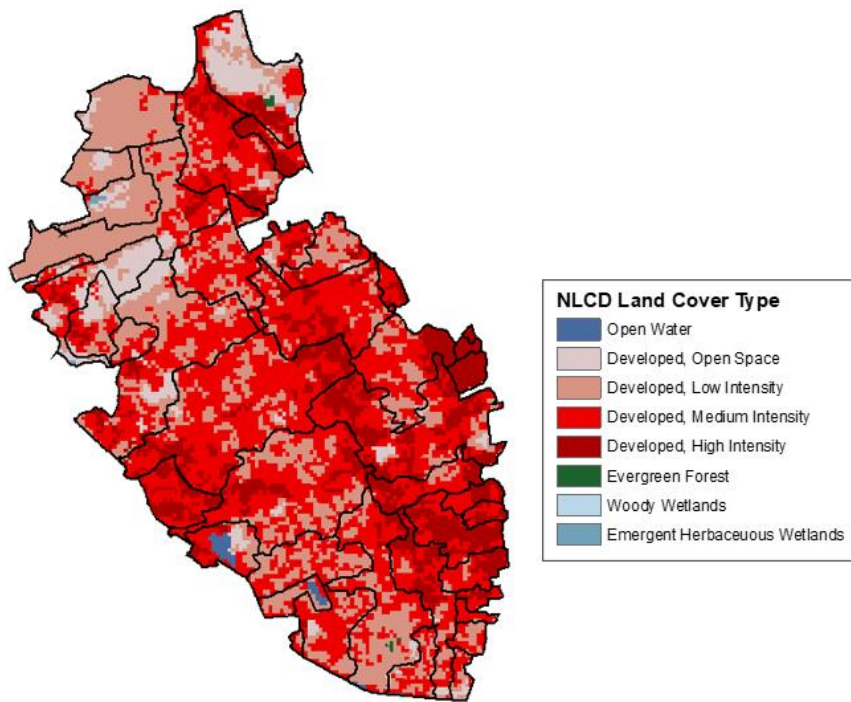 NLCD Land Cover Type
Open Water
Developed, Open Space
Developed, Low Intensity
Developed, Medium Intensity
Developed, High Intensity
Evergreen Forest
Woody Wetlands
Emergent Herbaceuous Wetlands